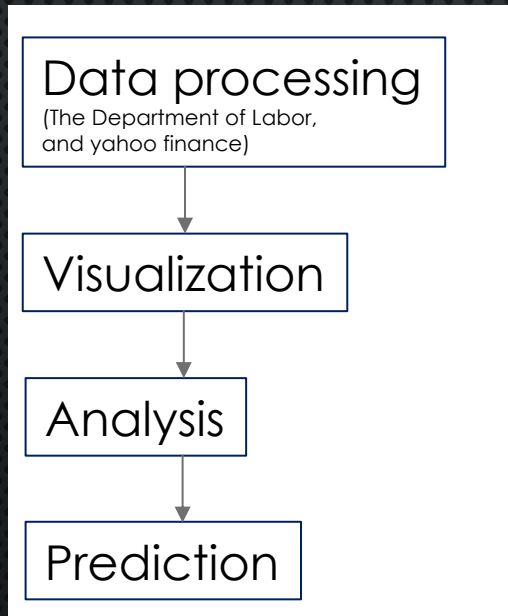 Data processing
(The Department of Labor,
and yahoo finance)
Visualization
Analysis
Prediction